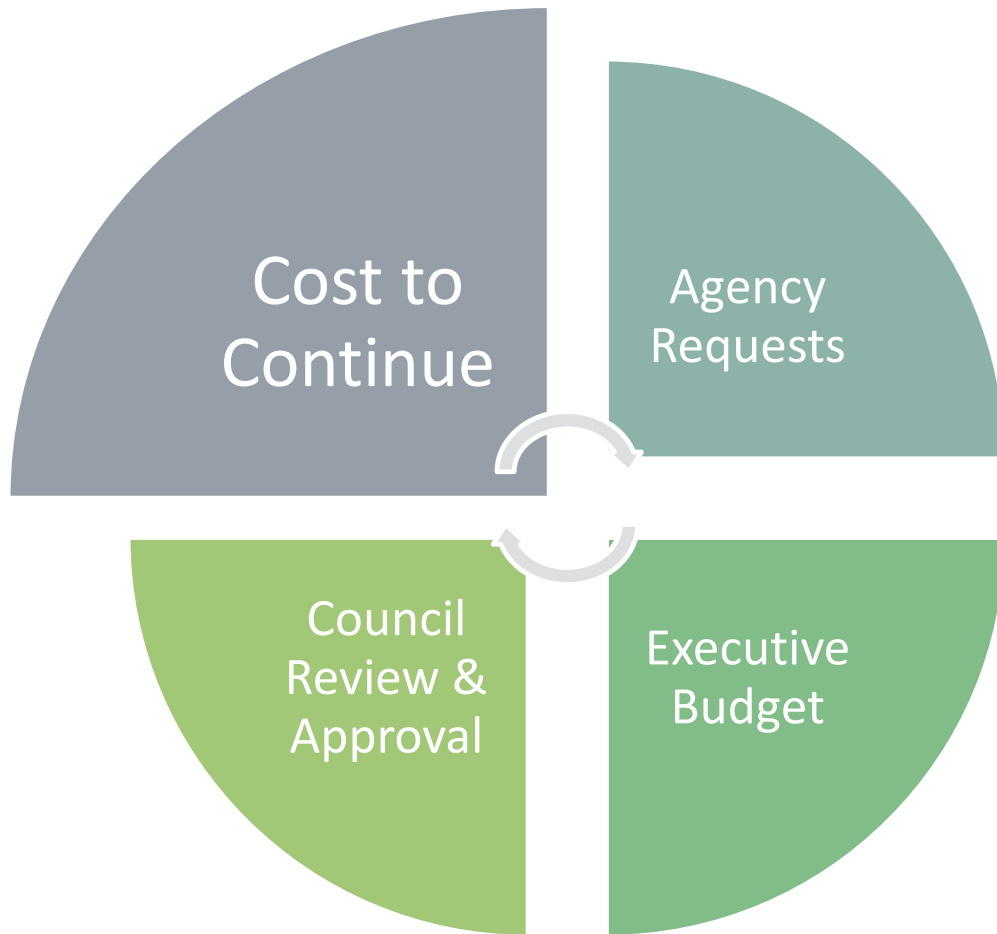 Cost to
Continue
Agency
Requests
Executive
Budget
Council
Review &
Approval